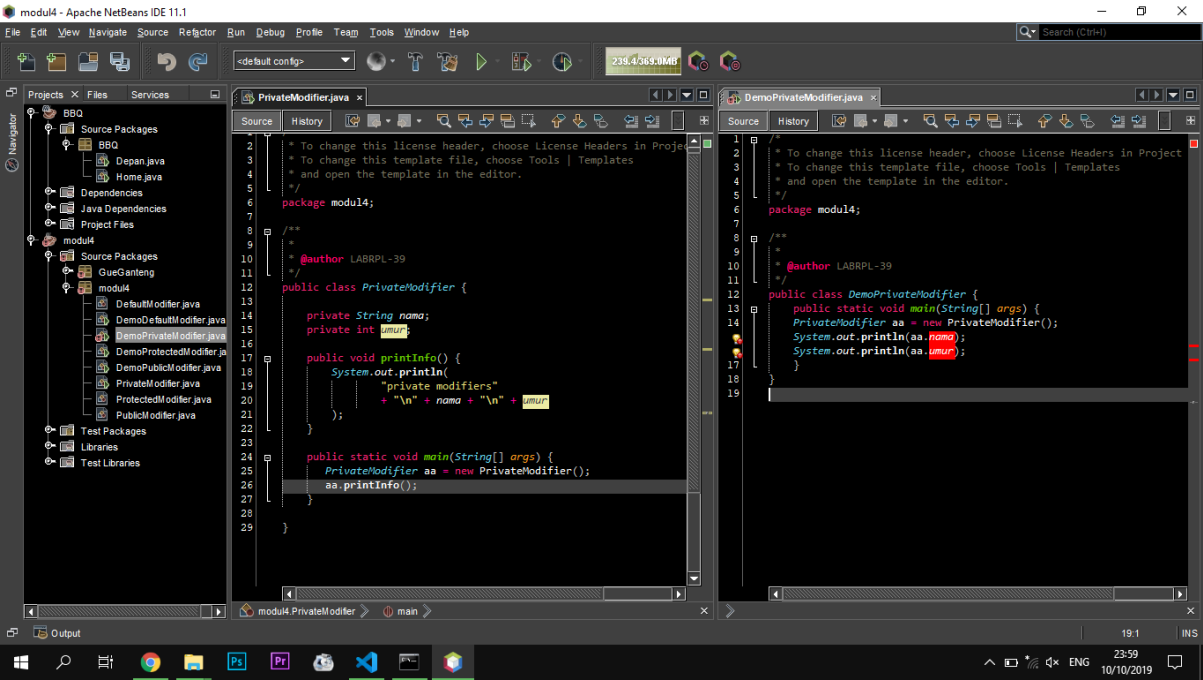 modul4 - Apache NetBeans IDE 11.1
File Edit View Navigate Source Refactor Run Debug Profile Team Tools Window Help
Search (Ctrl+I)
<default config>
239.4/369.0MB
Projects Files Services
Navigator
BBQ
Source Packages
BBQ
Depan.java
Home.java
Dependencies
Java Dependencies
Project Files
modul4
Source Packages
GueGanteng
modul4
DefaultModifier.java
DemoDefaultModifier.java
DemoPrivateModifier.java
DemoProtectedModifier.ja
DemoPublicModifier.java
PrivateModifier.java
ProtectedModifier.java
PublicModifier.java
Test Packages
Libraries
Test Libraries
PrivateModifier.java
Source History
2 * To change this license header, choose License Headers in Projec
3 * To change this template file, choose Tools | Templates
4 * and open the template in the editor.
5 */
6 package modul4;
7
8 /**
9 *
10 * @author LABRPL-39
11 */
12 public class PrivateModifier {
13
14 private String nama;
15 private int umur;
16
17 public void printInfo() {
18 System.out.println(
19 "private modifiers"
20 + "\n" + nama + "\n" + umur
21 );
22 }
23
24 public static void main(String[] args) {
25 PrivateModifier aa = new PrivateModifier();
26 aa.printInfo();
27 }
28
29 }
modul4.PrivateModifier main
DemoPrivateModifier.java
Source History
1 /*
2 * To change this license header, choose License Headers in Project
3 * To change this template file, choose Tools | Templates
4 * and open the template in the editor.
5 */
6 package modul4;
7
8 /**
9 *
10 * @author LABRPL-39
11 */
12 public class DemoPrivateModifier {
13 public static void main(String[] args) {
14 PrivateModifier aa = new PrivateModifier();
System.out.println(aa.nama);
System.out.println(aa.umur);
17 }
18 }
19
Output
19:1 INS
Ps Pr
ENG
23:59
10/10/2019